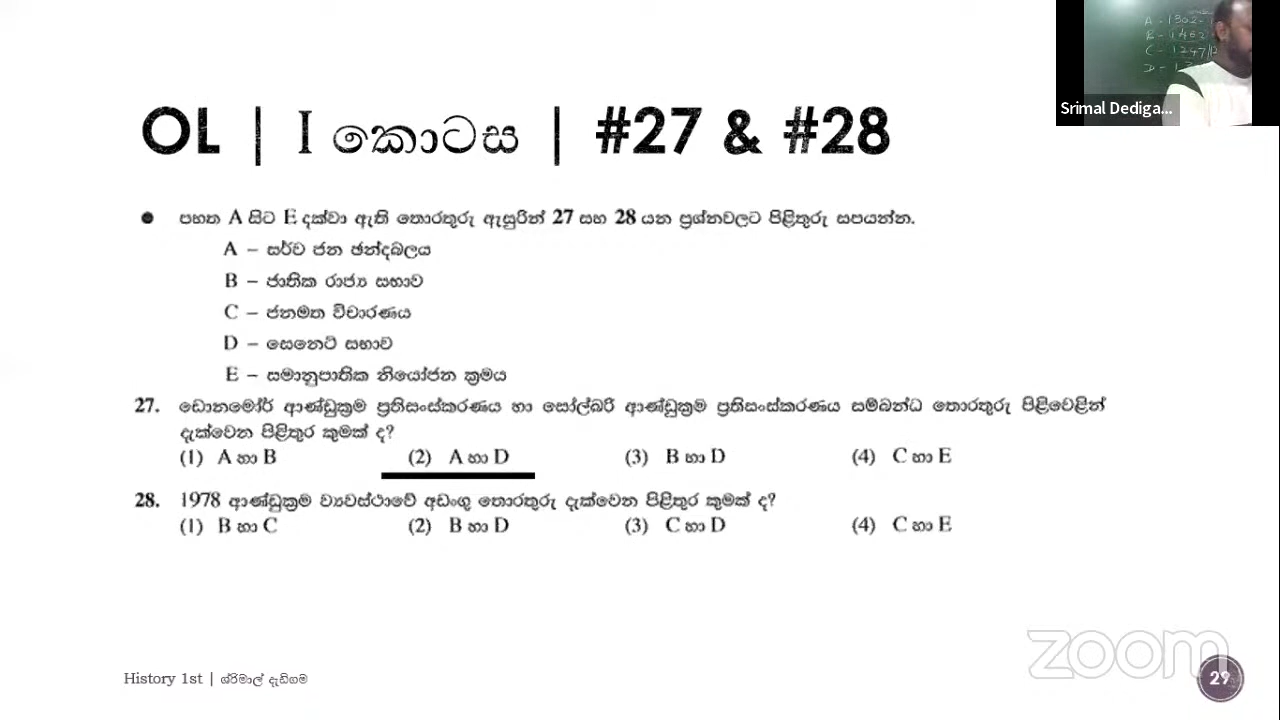 OL | I කොටස | #27 & #28
● පහත A සිට E දක්වා ඇති තොරතුරු ඇසුරින් 27 සහ 28 යන ප්‍රශ්නවලට පිළිතුරු සපයන්න.
A – සර්ව ජන ඡන්දබලය
B – ජාතික රාජ්‍ය සභාව
C – ජනමත විචාරණය
D – සෙනෙට් සභාව
E – සමානුපාතික නියෝජන ක්‍රමය
27. ඩොනමෝර් ආණ්ඩුක්‍රම ප්‍රතිසංස්කරණය හා සෝල්බරි ආණ්ඩුක්‍රම ප්‍රතිසංස්කරණය සම්බන්ධ තොරතුරු පිළිවෙළින්
දැක්වෙන පිළිතුර කුමක් ද?
(1) A හා B (2) A හා D (3) B හා D (4) C හා E
28. 1978 ආණ්ඩුක්‍රම ව්‍යවස්ථාවේ අඩංගු තොරතුරු දැක්වෙන පිළිතුර කුමක් ද?
(1) B හා C (2) B හා D (3) C හා D (4) C හා E
A - 1302
B - 1462
C - 1247
D -
Srimal Dediga...
zoom
History 1st | ශ්‍රිමාල් දැඩිගම
29